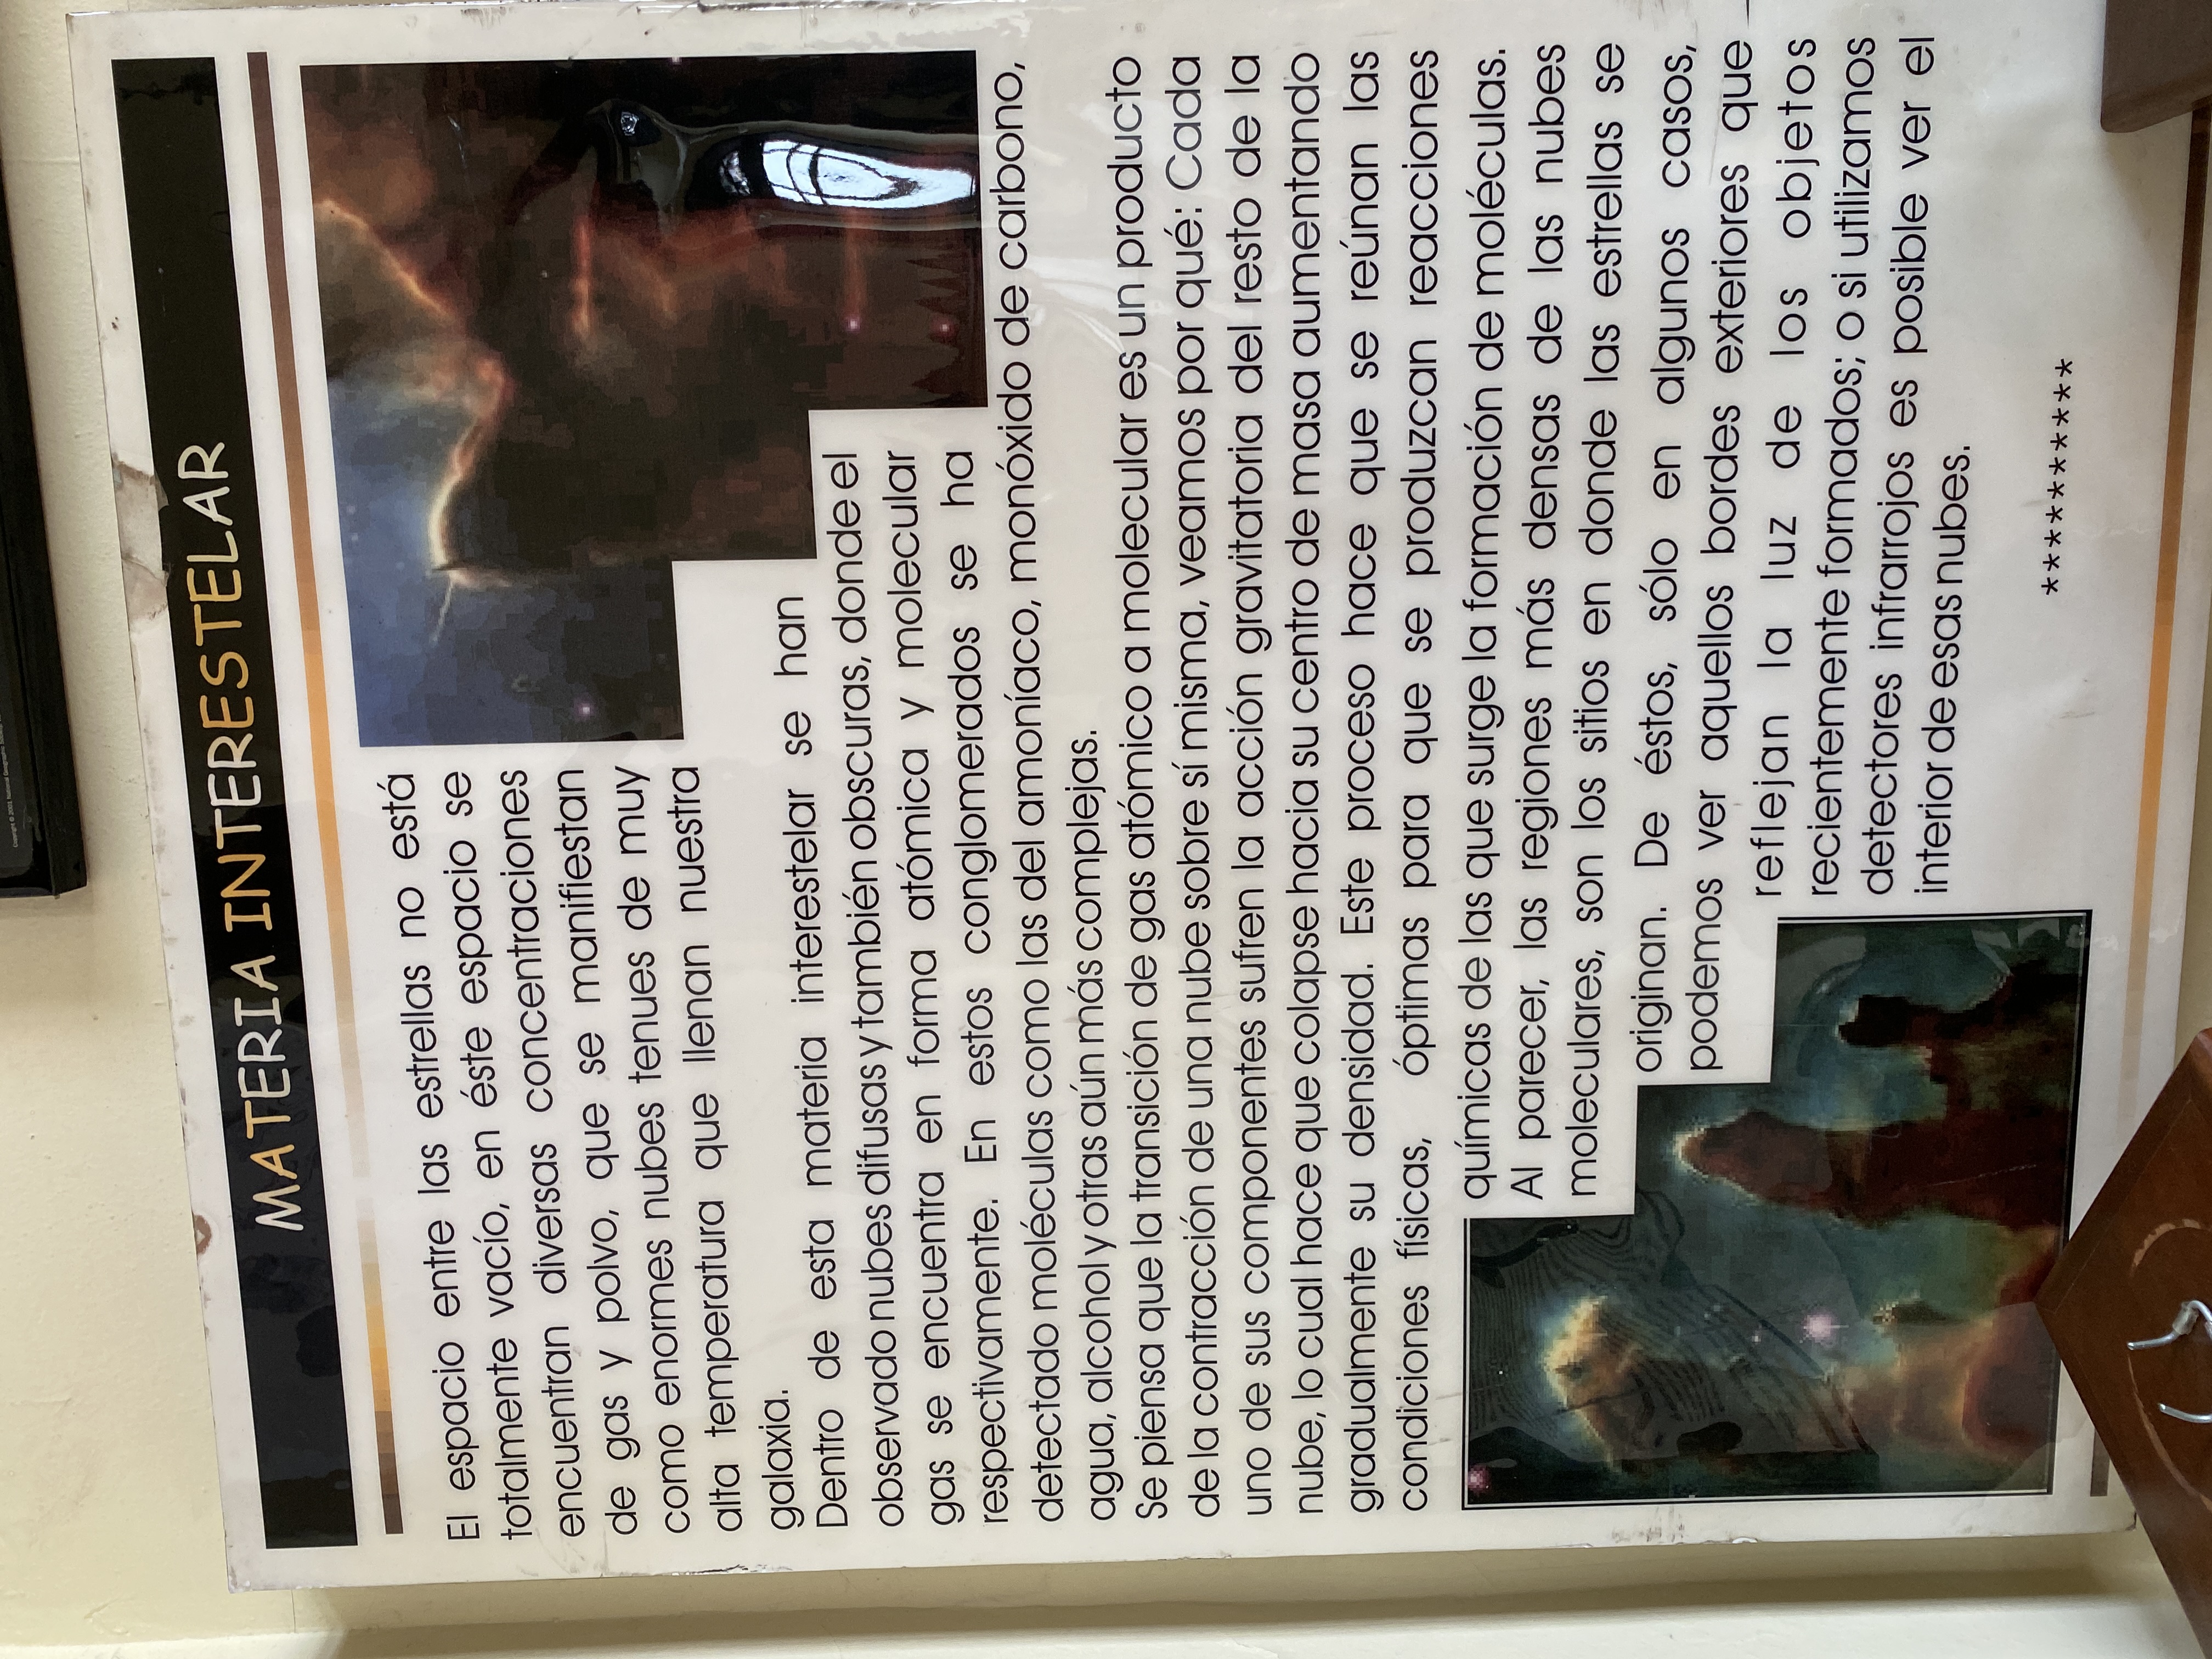 Copyright © 2001 National Geographic Society
MATERIA INTERESTELAR
El espacio entre las estrellas no está
totalmente vacío, en éste espacio se
encuentran diversas concentraciones
de gas y polvo, que se manifiestan
como enormes nubes tenues de muy
alta temperatura que llenan nuestra
galaxia.
Dentro de esta materia interestelar se han
observado nubes difusas y también obscuras, donde el
gas se encuentra en forma atómica y molecular
respectivamente. En estos conglomerados se ha
detectado moléculas como las del amoníaco, monóxido de carbono,
agua, alcohol y otras aún más complejas.
Se piensa que la transición de gas atómico a molecular es un producto
de la contracción de una nube sobre sí misma, veamos por qué: Cada
uno de sus componentes sufren la acción gravitatoria del resto de la
nube, lo cual hace que colapse hacia su centro de masa aumentando
gradualmente su densidad. Este proceso hace que se reúnan las
condiciones físicas, óptimas para que se produzcan reacciones
químicas de las que surge la formación de moléculas.
Al parecer, las regiones más densas de las nubes
moleculares, son los sitios en donde las estrellas se
originan. De éstos, sólo en algunos casos,
podemos ver aquellos bordes exteriores que
reflejan la luz de los objetos
recientemente formados; o si utilizamos
detectores infrarrojos es posible ver el
interior de esas nubes.
**********